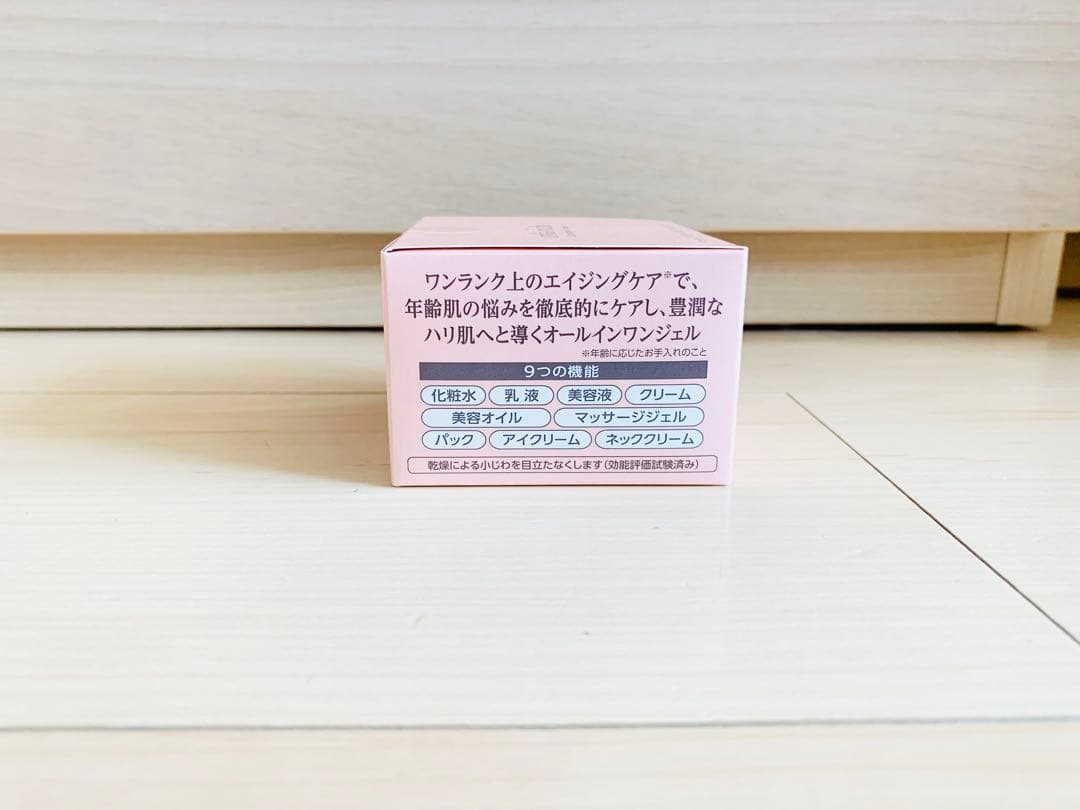 ワンランク上のエイジングケア※で、
年齢肌の悩みを徹底的にケアし、豊潤な
ハリ肌へと導くオールインワンジェル
※年齢に応じたお手入れのこと
9つの機能
化粧水 乳液 美容液 クリーム
美容オイル マッサージジェル
パック アイクリーム ネッククリーム
乾燥による小じわを目立たなくします(効能評価試験済み)